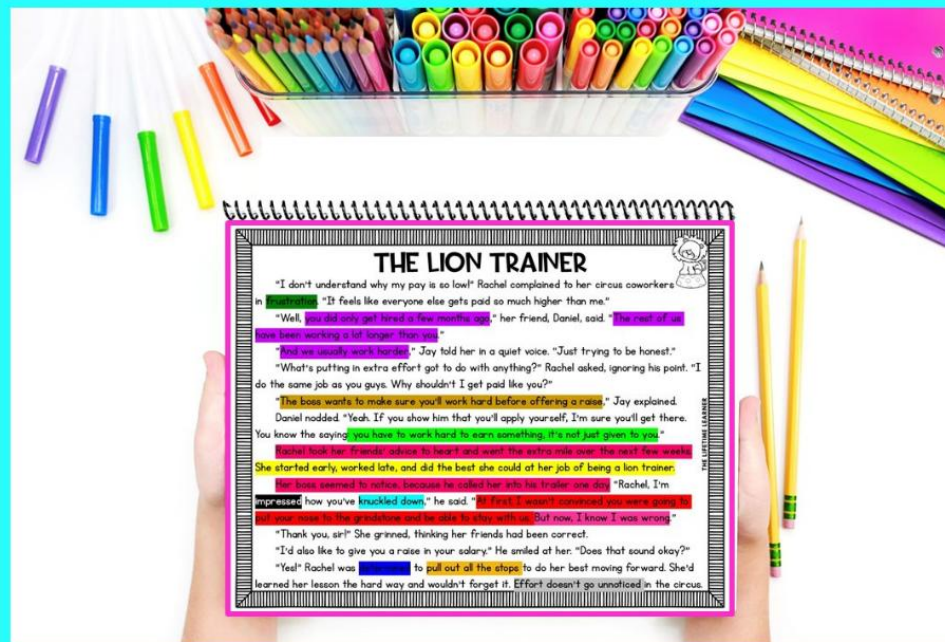 THE LION TRAINER
"I don't understand why my pay is so low!" Rachel complained to her circus coworkers
in frustration. "It feels like everyone else gets paid so much higher than me."
"Well, you did only get hired a few months ago," her friend, Daniel, said. "The rest of us
have been working a lot longer than you."
"And we usually work harder," Jay told her in a quiet voice. "Just trying to be honest."
"What's putting in extra effort got to do with anything?" Rachel asked, ignoring his point. "I
do the same job as you guys. Why shouldn't I get paid like you?"
"The boss wants to make sure you'll work hard before offering a raise," Jay explained.
Daniel nodded. "Yeah. If you show him that you'll apply yourself, I'm sure you'll get there.
You know the saying you have to work hard to earn something, it's not just given to you."
Rachel took her friends' advice to heart and went the extra mile over the next few weeks.
She started early, worked late, and did the best she could at her job of being a lion trainer.
Her boss seemed to notice, because he called her into his trailer one day. "Rachel, I'm
impressed how you've knuckled down," he said. "At first I wasn't convinced you were going to
put your nose to the grindstone and be able to stay with us. But now, I know I was wrong."
"Thank you, sir!" She grinned, thinking her friends had been correct.
"I'd also like to give you a raise in your salary." He smiled at her. "Does that sound okay?"
"Yes!" Rachel was determined to pull out all the stops to do her best moving forward. She'd
learned her lesson the hard way and wouldn't forget it. Effort doesn't go unnoticed in the circus.
THE LIFETIME LEARNER